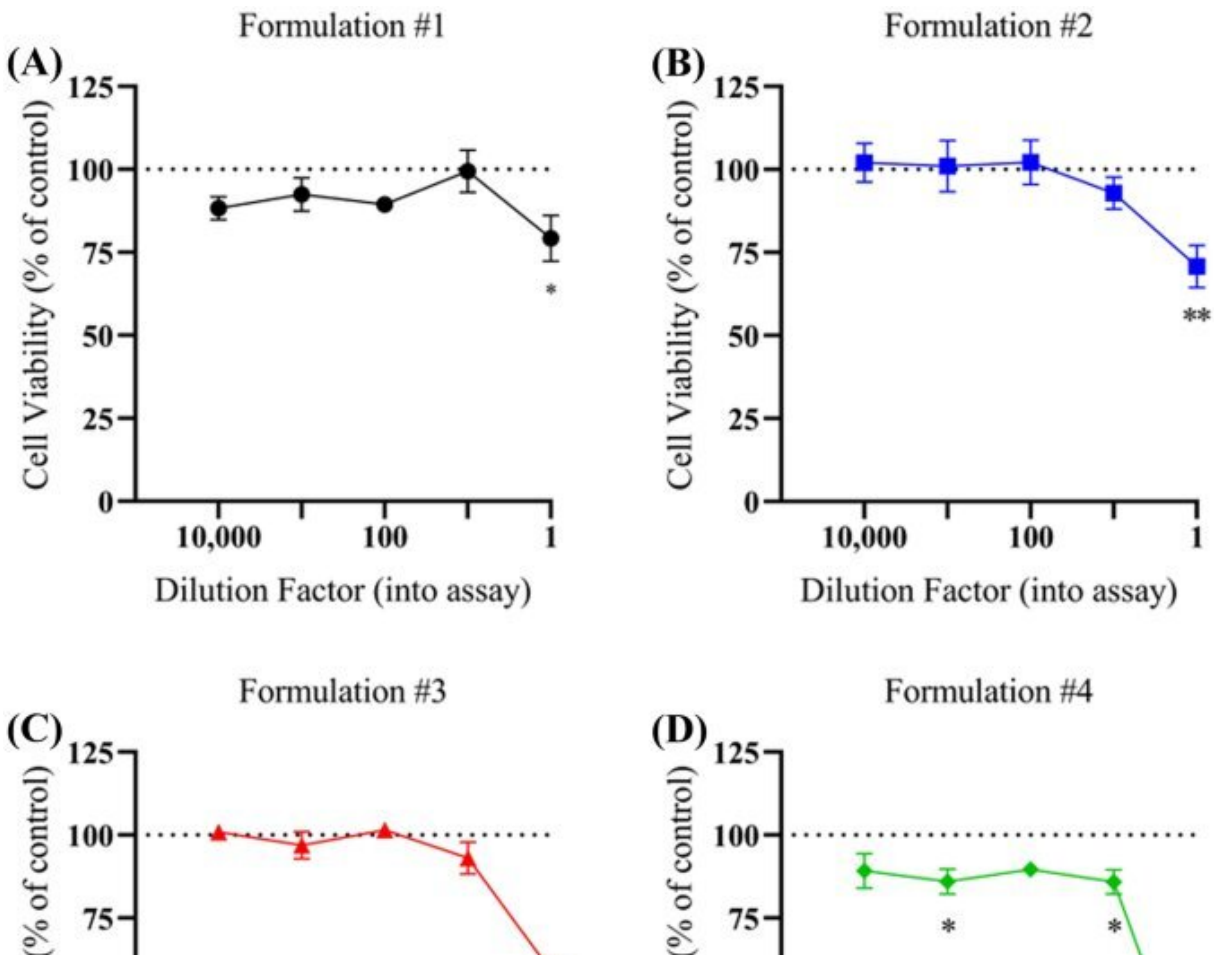 Formulation #1
(A)
125
100
75
50
25
0
Cell Viability (% of control)
10,000 100 1
Dilution Factor (into assay)
*
Formulation #2
(B)
125
100
75
50
25
0
Cell Viability (% of control)
10,000 100 1
Dilution Factor (into assay)
**
Formulation #3
(C)
125
100
75
(% of control)
Formulation #4
(D)
125
100
75
(% of control)
* *